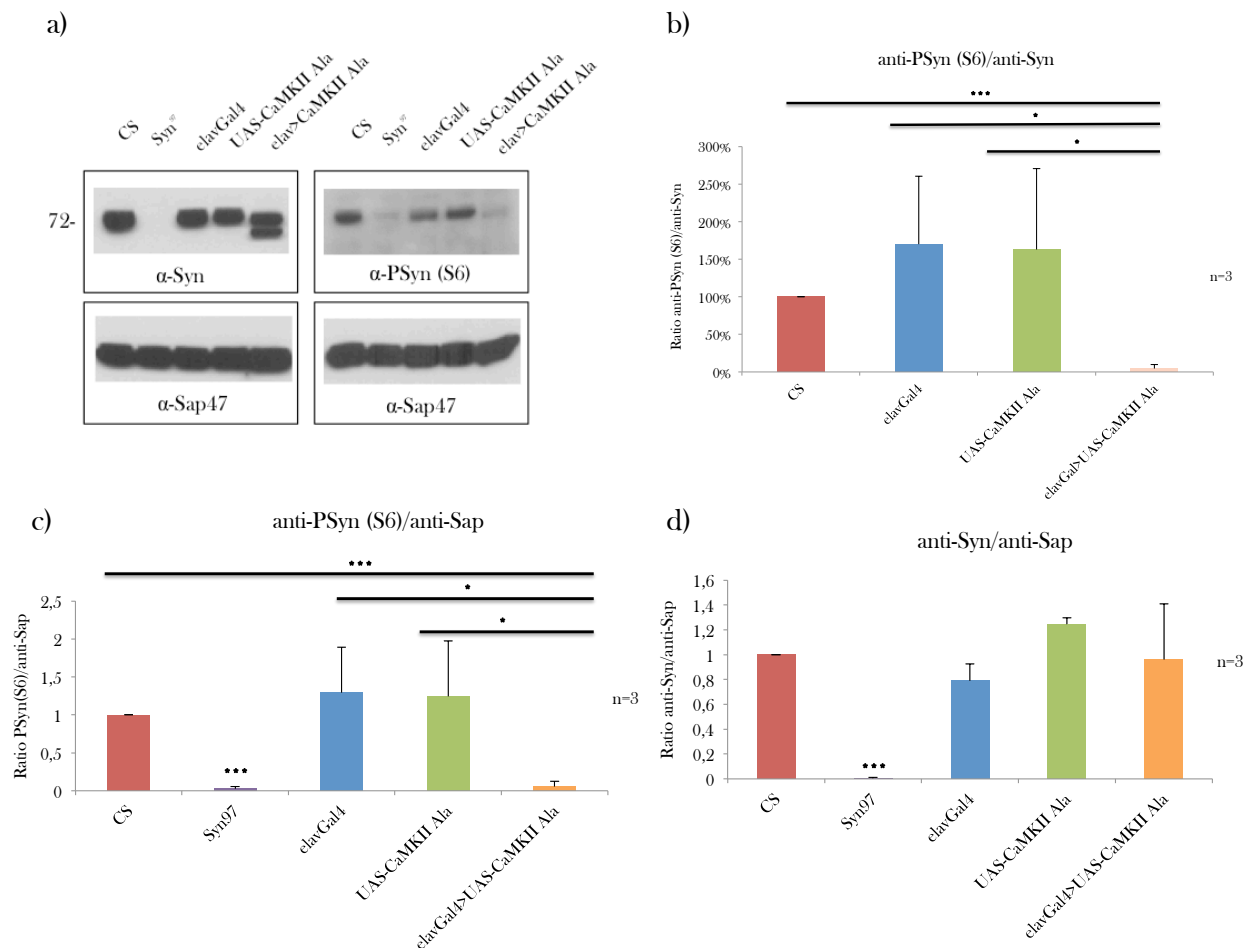 a)
CS
Syn⁹⁷
elavGal4
UAS-CaMKII Ala
elav>CaMKII Ala
CS
Syn⁹⁷
elavGal4
UAS-CaMKII Ala
elav>CaMKII Ala
72-
α-Syn
α-PSyn (S6)
α-Sap47
α-Sap47
b)
anti-PSyn (S6)/anti-Syn
***
*
*
Ratio anti-PSyn (S6)/anti-Syn
300%
250%
200%
150%
100%
50%
0%
n=3
CS
elavGal4
UAS-CaMKII Ala
elavGal>UAS-CaMKII Ala
c)
anti-PSyn (S6)/anti-Sap
***
*
*
Ratio PSyn(S6)/anti-Sap
2,5
2
1,5
1
0,5
0
***
n=3
CS
Syn97
elavGal4
UAS-CaMKII Ala
elavGal4>UAS-CaMKII Ala
d)
anti-Syn/anti-Sap
Ratio anti-Syn/anti-Sap
1,6
1,4
1,2
1
0,8
0,6
0,4
0,2
0
***
n=3
CS
Syn97
elavGal4
UAS-CaMKII Ala
elavGal4>UAS-CaMKII Ala